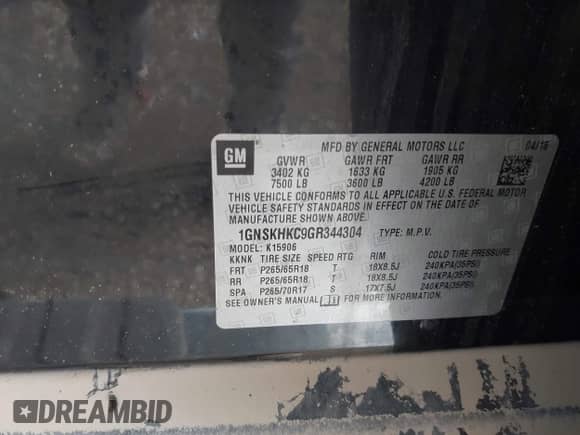 GM
MFD BY GENERAL MOTORS LLC 04/16
GVWR GAWR FRT GAWR RR
3402 KG 1633 KG 1905 KG
7500 LB 3600 LB 4200 LB
THIS VEHICLE CONFORMS TO ALL APPLICABLE U.S. FEDERAL MOTOR
VEHICLE SAFETY STANDARDS IN EFFECT ON THE DATE OF
MANUFACTURE SHOWN ABOVE.
1GNSKHKC9GR344304 TYPE: M.P.V.
MODEL: K15906
KKNK TIRE SIZE SPEED RTG RIM COLD TIRE PRESSURE
FRT P265/65R18 T 18X8.5J 240KPA(35PSI)
RR P265/65R18 T 18X8.5J 240KPA(35PSI)
SPA P265/70R17 S 17X7.5J 240KPA(35PSI)
SEE OWNER'S MANUAL
DREAMBID